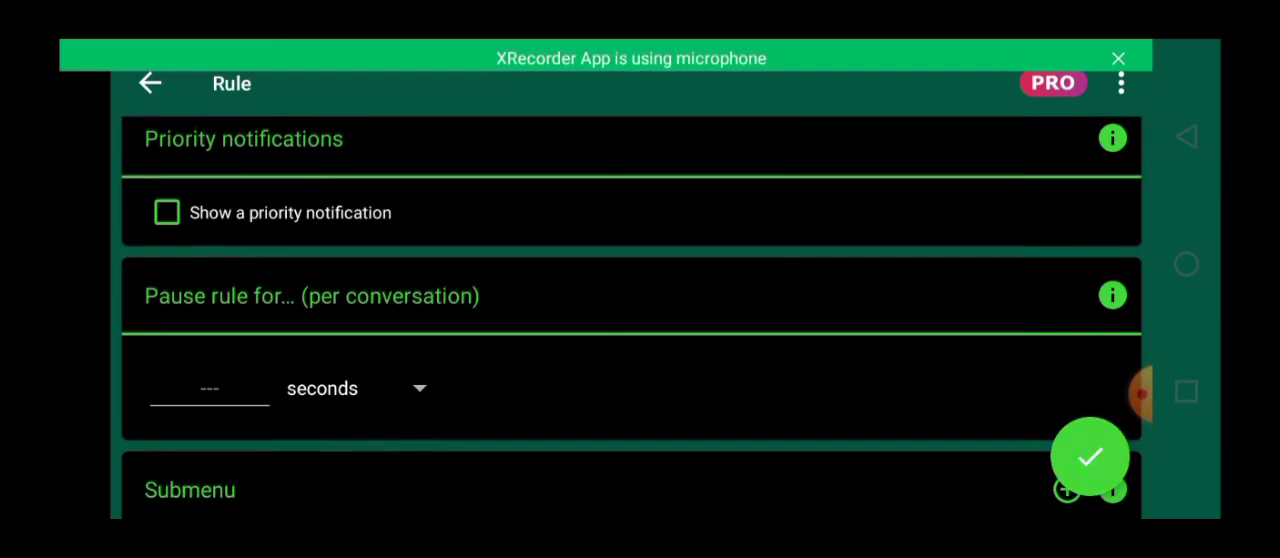 XRecorder App is using microphone
Rule
PRO
Priority notifications
Show a priority notification
Pause rule for... (per conversation)
--- seconds
Submenu